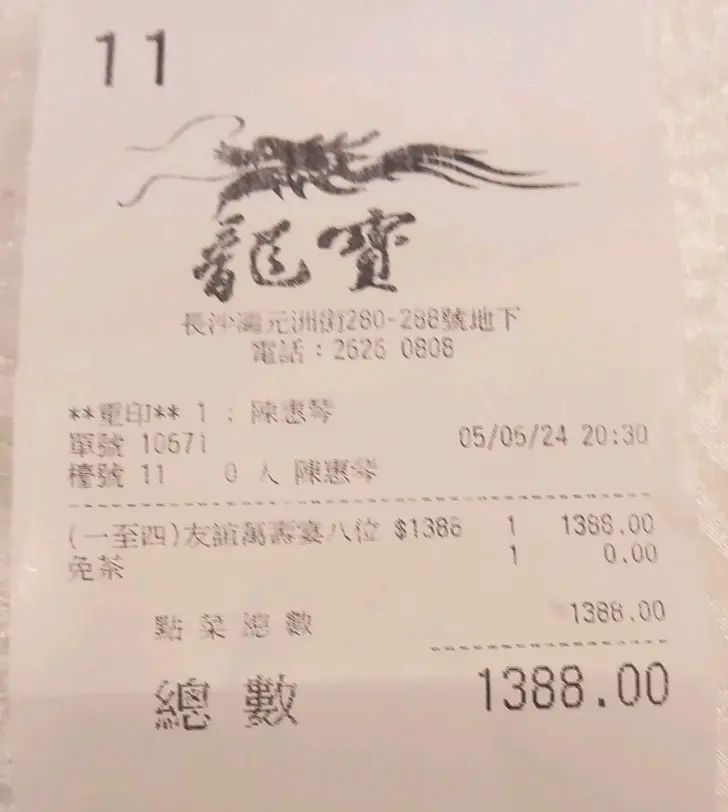 11
龍寶
長沙灣元洲街280-288號地下
電話：2626 0808
**重印** 1 : 陳惠琴
單號 10571
05/06/24 20:30
檯號 11 0 人 陳惠琴
(一至四)友誼萬壽宴八位 $1388 1 1388.00
免茶 1 0.00
點菜總數 1388.00
總數 1388.00